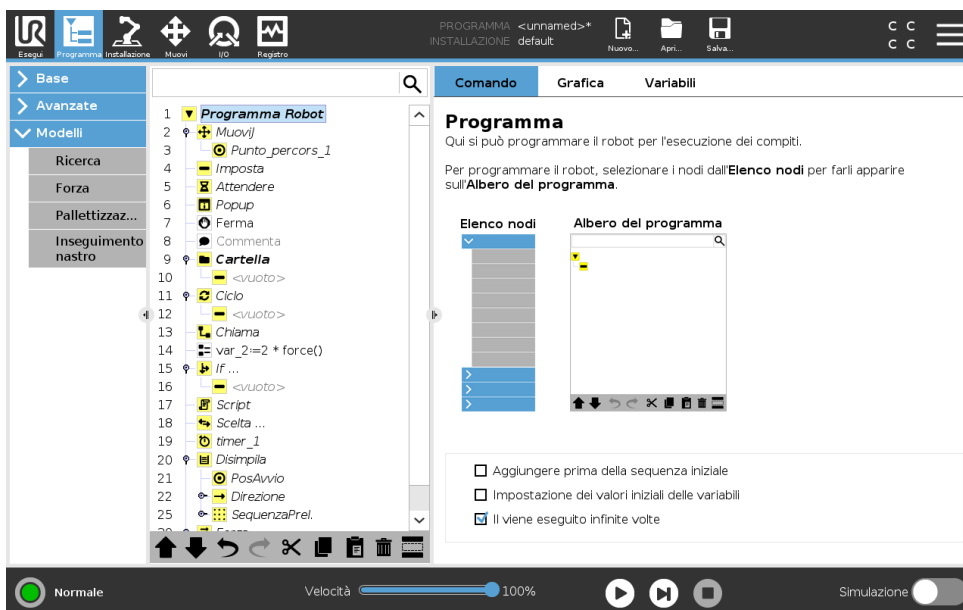 PROGRAMMA <unnamed>*
INSTALLAZIONE default
Esegui Programma Installazione Muovi I/O Registro
Nuovo... Apri... Salva...
C C
C C
Base
Avanzate
Modelli
Ricerca
Forza
Pallettizzaz...
Inseguimento
nastro
1 Programma Robot
2 MuoviJ
3 Punto_percors_1
4 Imposta
5 Attendere
6 Popup
7 Ferma
8 Commenta
9 Cartella
10 <vuoto>
11 Ciclo
12 <vuoto>
13 Chiama
14 var_2:=2 * force()
15 If ...
16 <vuoto>
17 Script
18 Scelta ...
19 timer_1
20 Disimpila
21 PosAvvio
22 Direzione
25 SequenzaPrel.
Comando Grafica Variabili
Programma
Qui si può programmare il robot per l'esecuzione dei compiti.
Per programmare il robot, selezionare i nodi dall'Elenco nodi per farli apparire
sull'Albero del programma.
Elenco nodi Albero del programma
Aggiungere prima della sequenza iniziale
Impostazione dei valori iniziali delle variabili
Il viene eseguito infinite volte
Normale
Velocità 100%
Simulazione